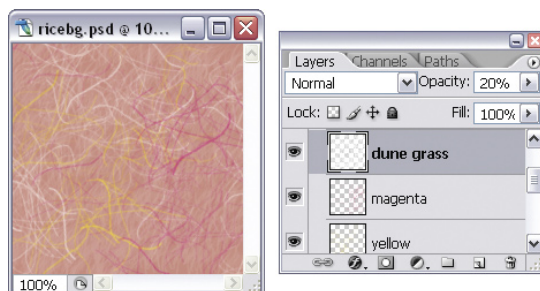 ricebg.psd @ 10...
100%
Layers Channels Paths
Normal Opacity: 20%
Lock: Fill: 100%
dune grass
magenta
yellow